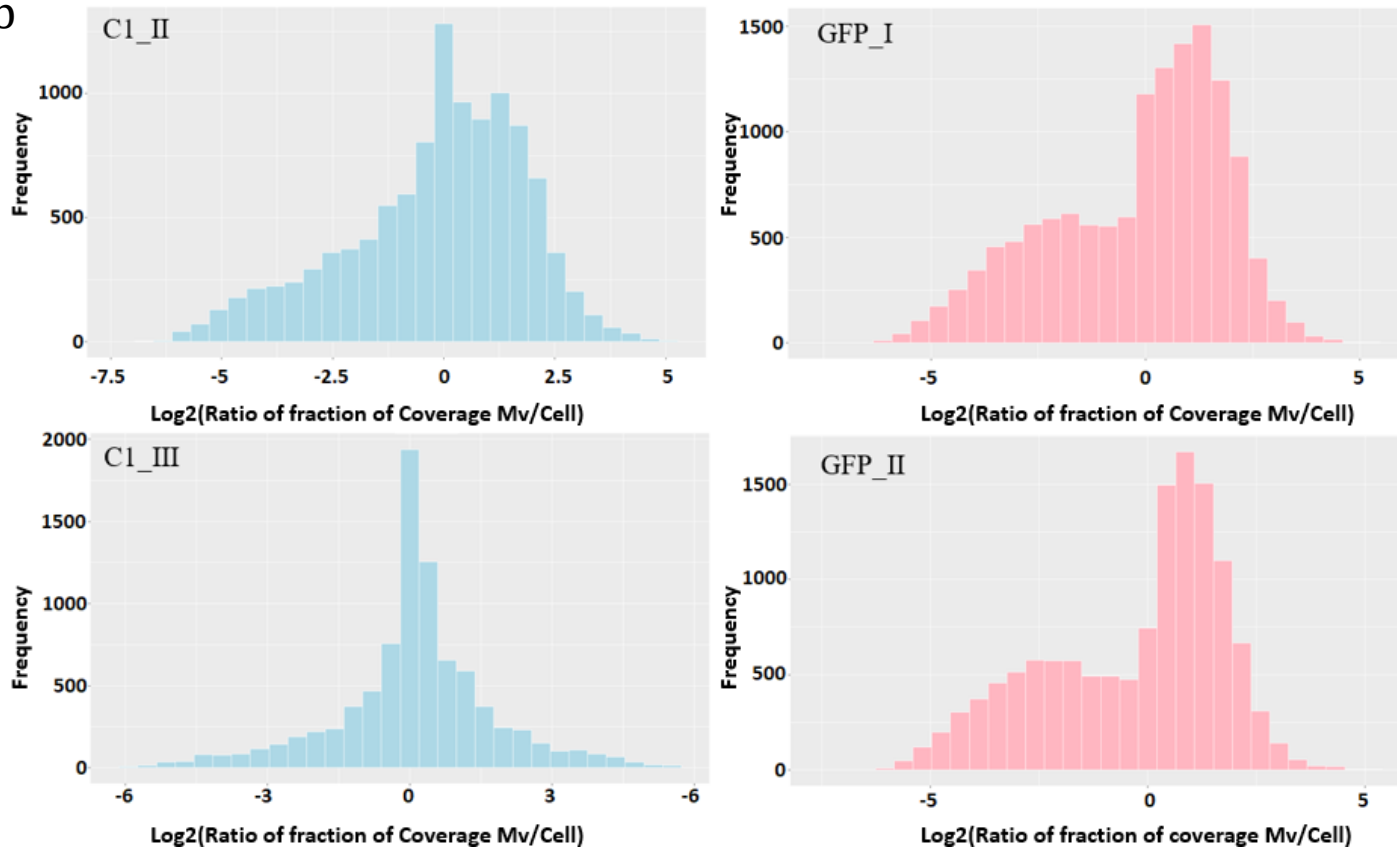 b
C1_II
Frequency
1000
500
0
-7.5 -5 -2.5 0 2.5 5
Log2(Ratio of fraction of Coverage Mv/Cell)
GFP_I
Frequency
1500
1000
500
0
-5 0 5
Log2(Ratio of fraction of Coverage Mv/Cell)
C1_III
Frequency
2000
1500
1000
500
0
-6 -3 0 3 -6
Log2(Ratio of fraction of Coverage Mv/Cell)
GFP_II
Frequency
1500
1000
500
0
-5 0 5
Log2(Ratio of fraction of coverage Mv/Cell)